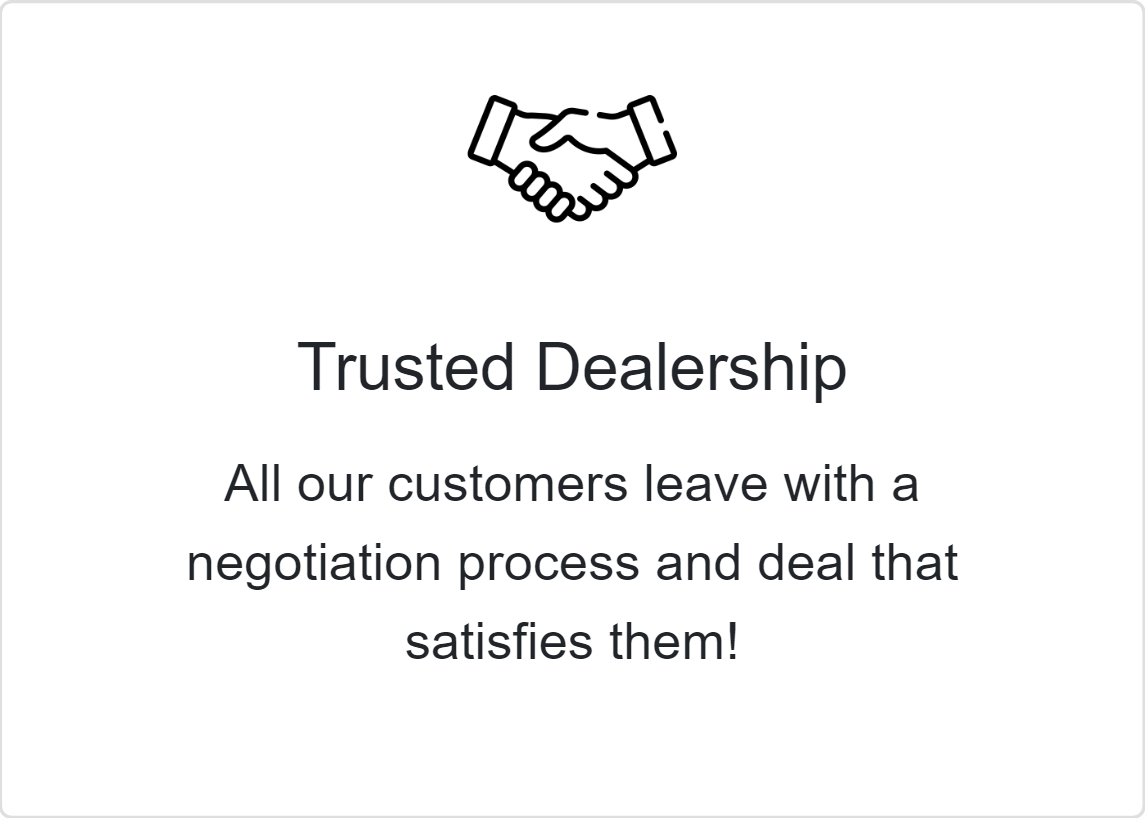 Trusted Dealership
All our customers leave with a
negotiation process and deal that
satisfies them!